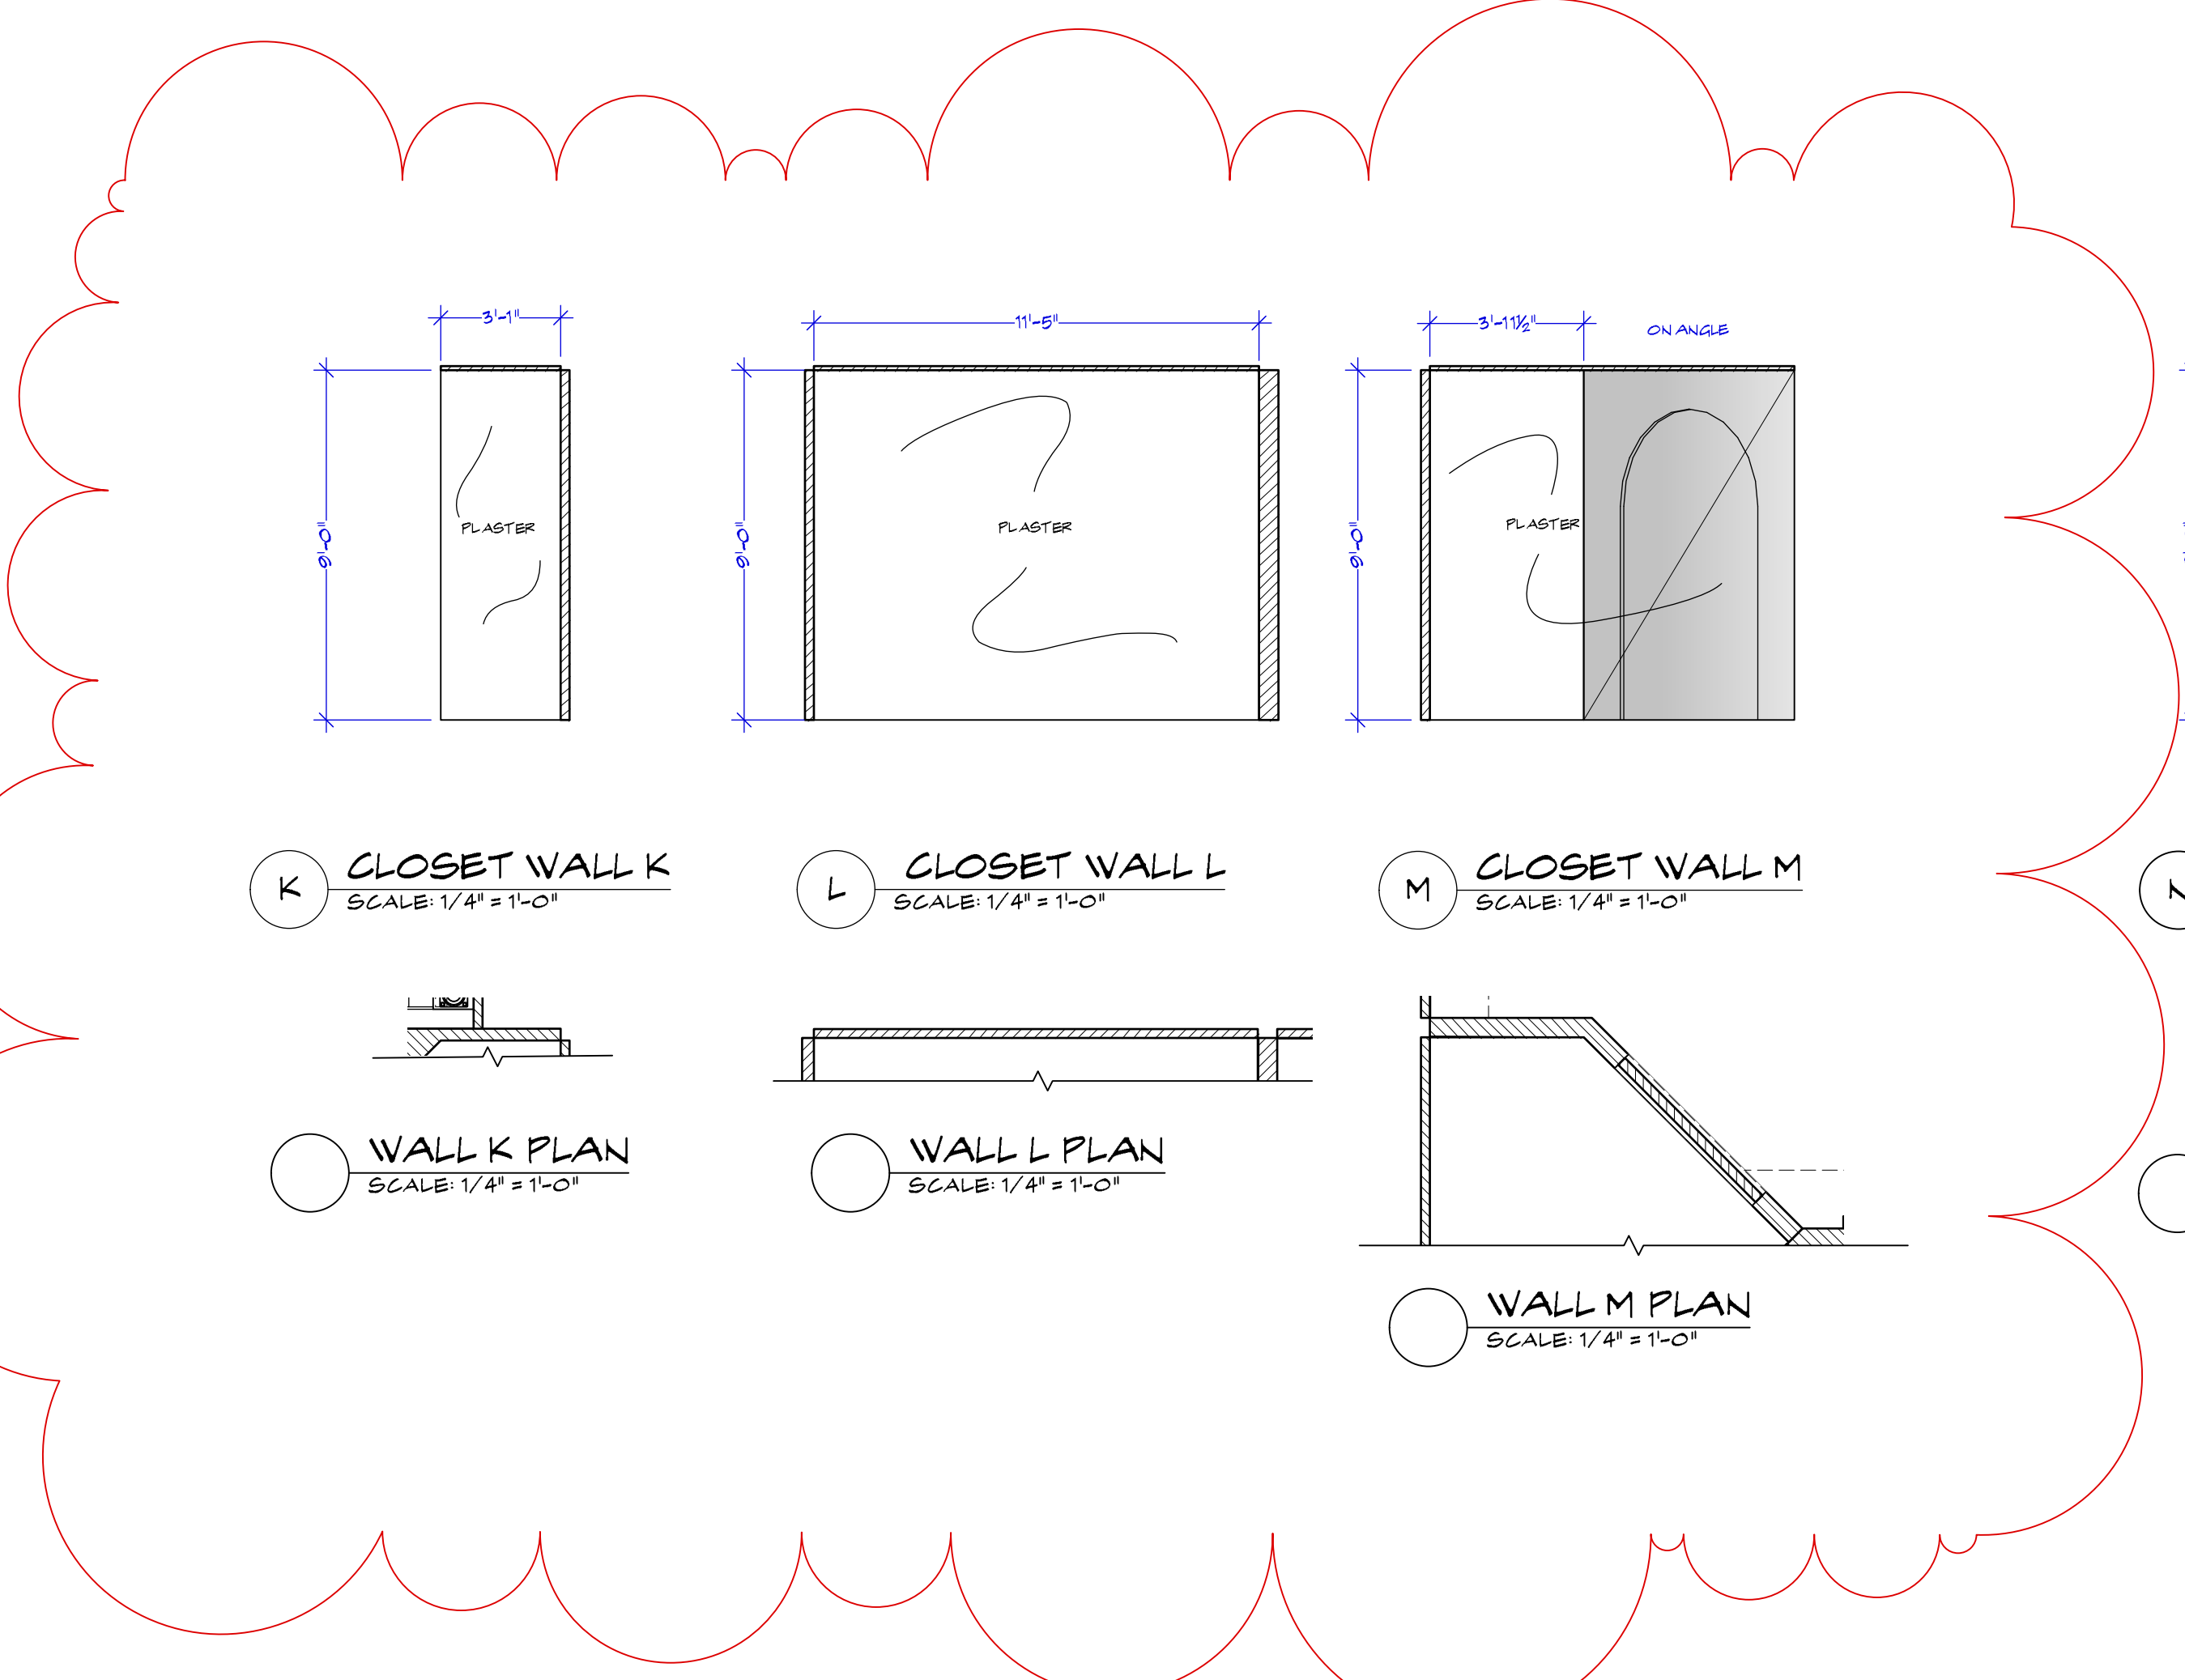 3'-1"
11'-5"
3'-11½"
ON ANGLE
9'-0"
PLASTER
9'-0"
PLASTER
9'-0"
PLASTER
K
CLOSET WALL K
SCALE: 1/4" = 1'-0"
L
CLOSET WALL L
SCALE: 1/4" = 1'-0"
M
CLOSET WALL M
SCALE: 1/4" = 1'-0"
WALL K PLAN
SCALE: 1/4" = 1'-0"
WALL L PLAN
SCALE: 1/4" = 1'-0"
WALL M PLAN
SCALE: 1/4" = 1'-0"